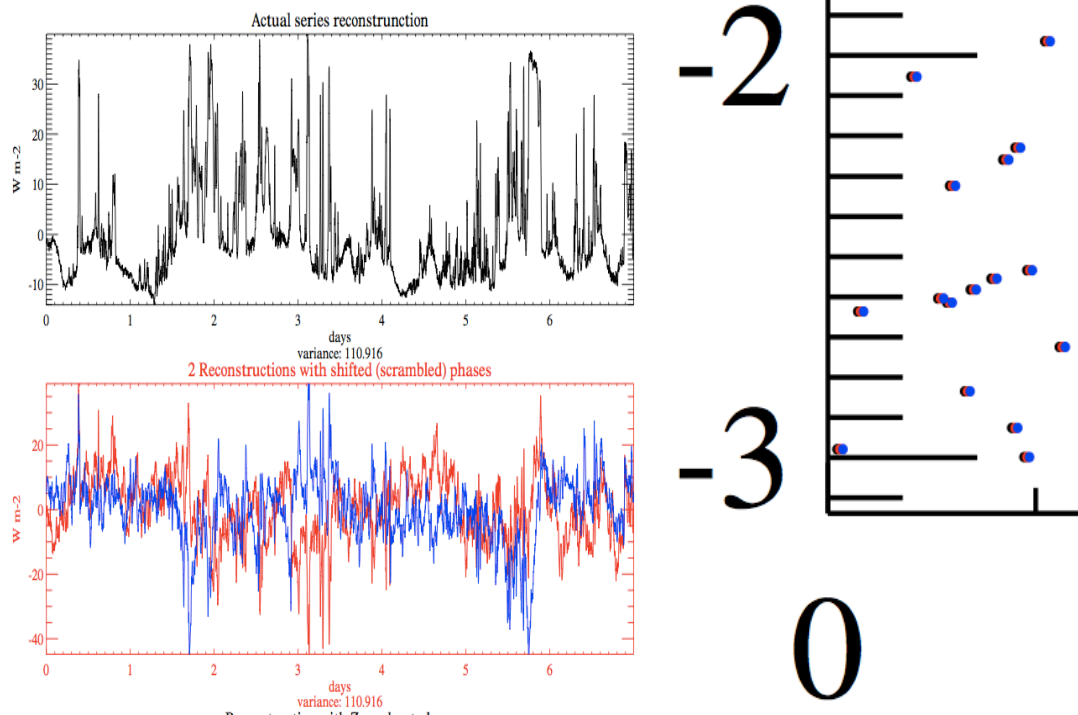 Actual series reconstrunction
W m-2
30
20
10
0
-10
0 1 2 3 4 5 6
days
variance: 110.916
2 Reconstructions with shifted (scrambled) phases
W m-2
20
0
-20
-40
0 1 2 3 4 5 6
days
variance: 110.916
-2
-3
0